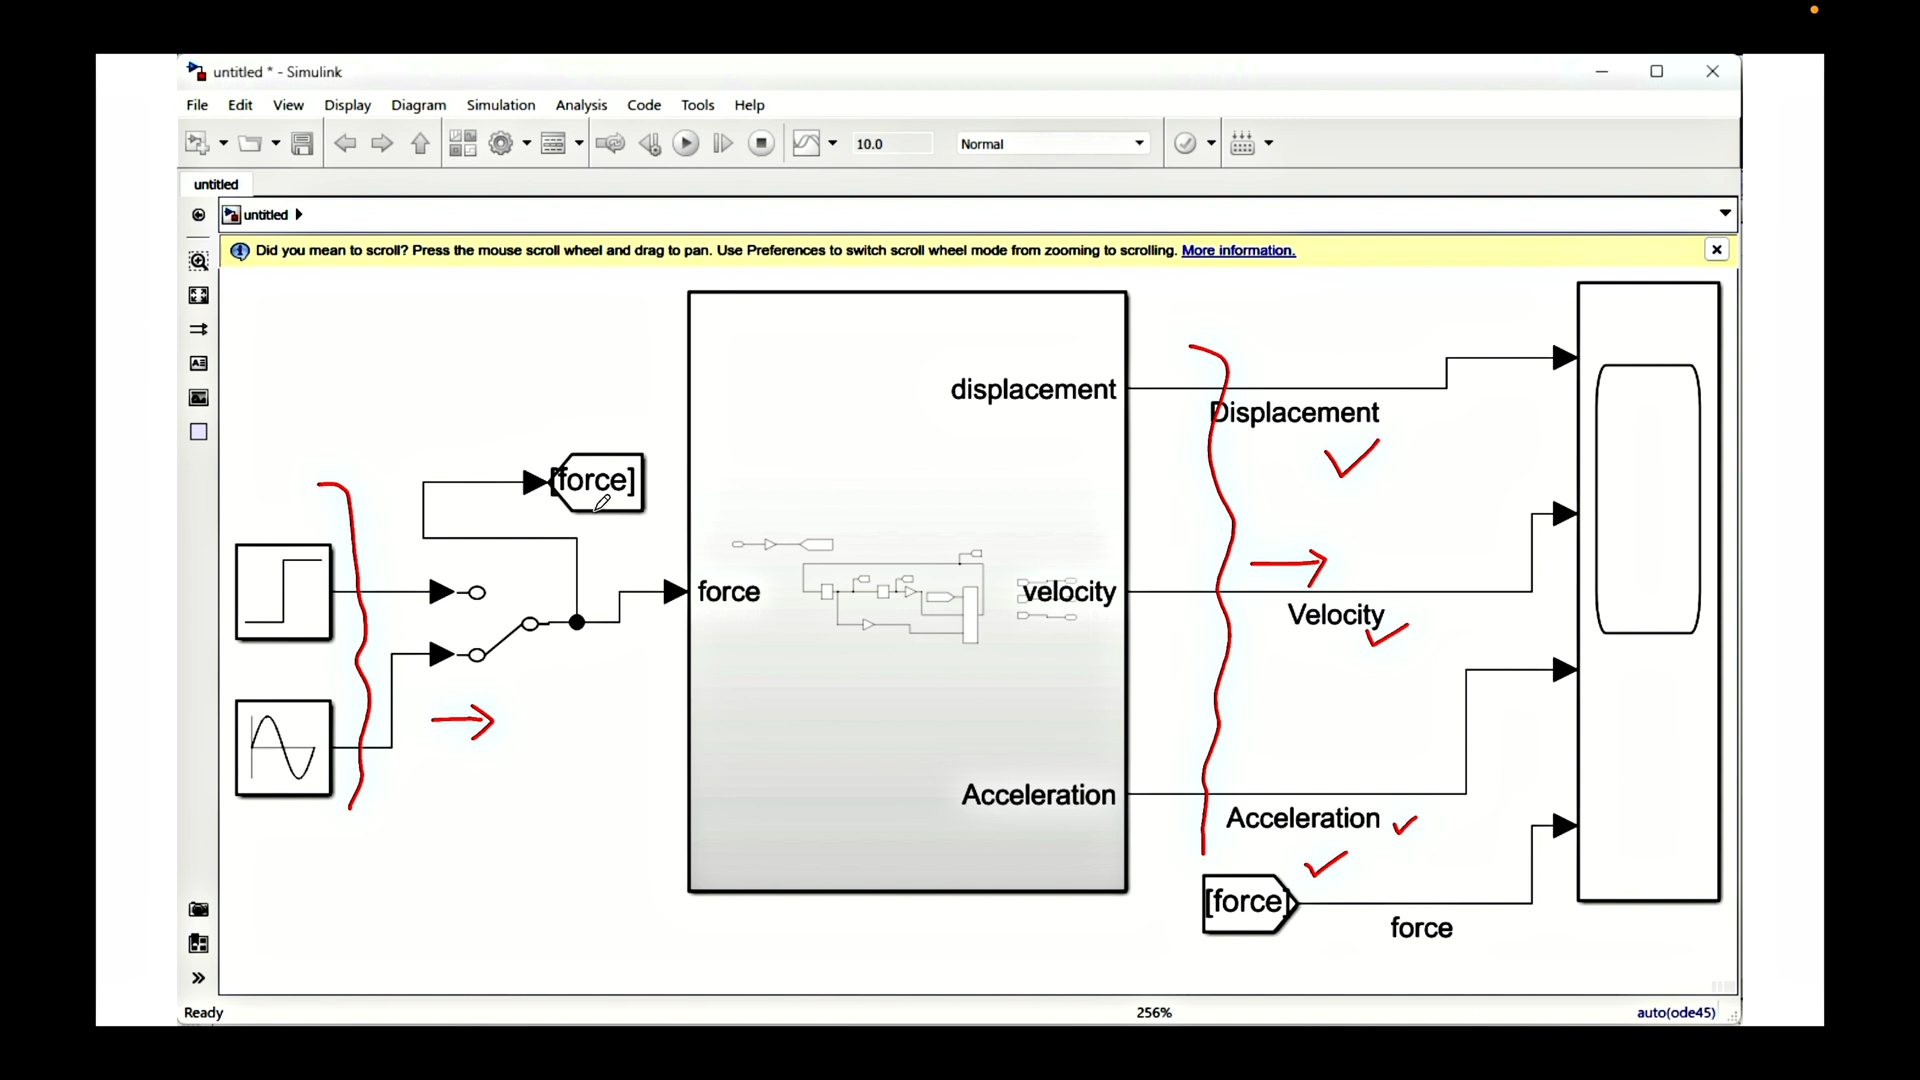 untitled * - Simulink
File Edit View Display Diagram Simulation Analysis Code Tools Help
10.0 Normal
untitled
untitled
Did you mean to scroll? Press the mouse scroll wheel and drag to pan. Use Preferences to switch scroll wheel mode from zooming to scrolling. More information.
displacement
Displacement
[force]
force
velocity
Velocity
Acceleration
Acceleration
[force]
force
Ready 256% auto(ode45)